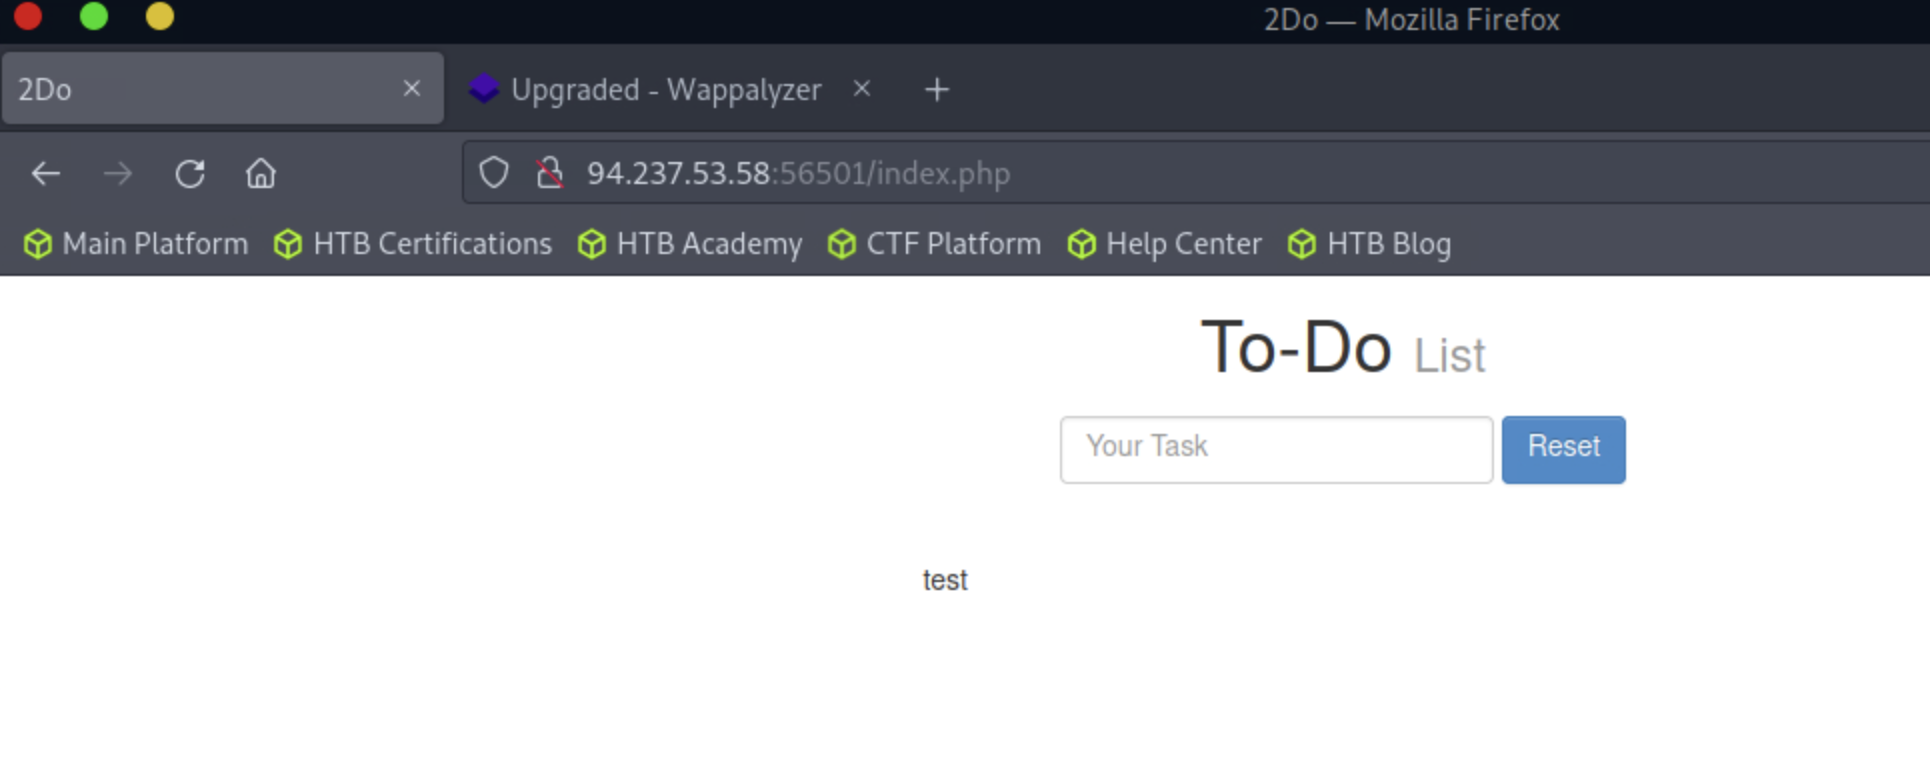 2Do — Mozilla Firefox
2Do Upgraded - Wappalyzer
94.237.53.58:56501/index.php
Main Platform HTB Certifications HTB Academy CTF Platform Help Center HTB Blog
To-Do List
Your Task Reset
test